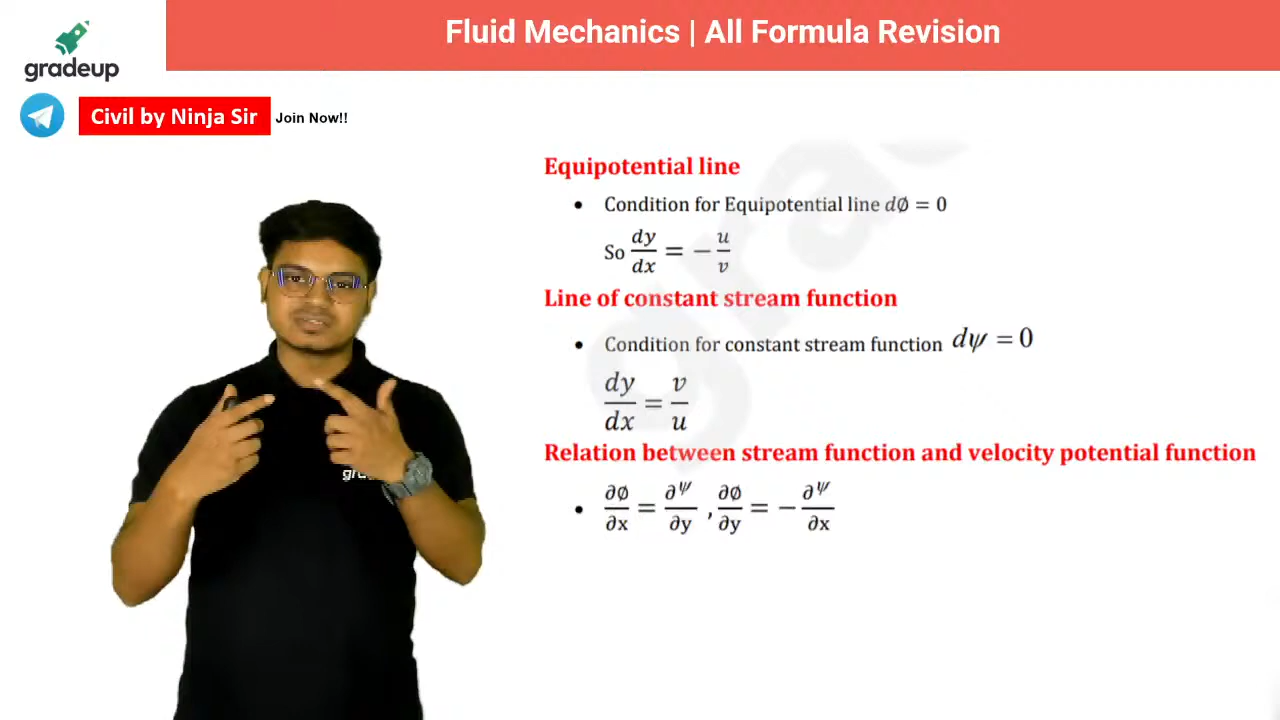 Fluid Mechanics | All Formula Revision
gradeup
Civil by Ninja Sir Join Now!!
Equipotential line
• Condition for Equipotential line d∅ = 0
So dy/dx = − u/v
Line of constant stream function
• Condition for constant stream function dψ = 0
dy/dx = v/u
Relation between stream function and velocity potential function
• ∂∅/∂x = ∂ψ/∂y , ∂∅/∂y = − ∂ψ/∂x